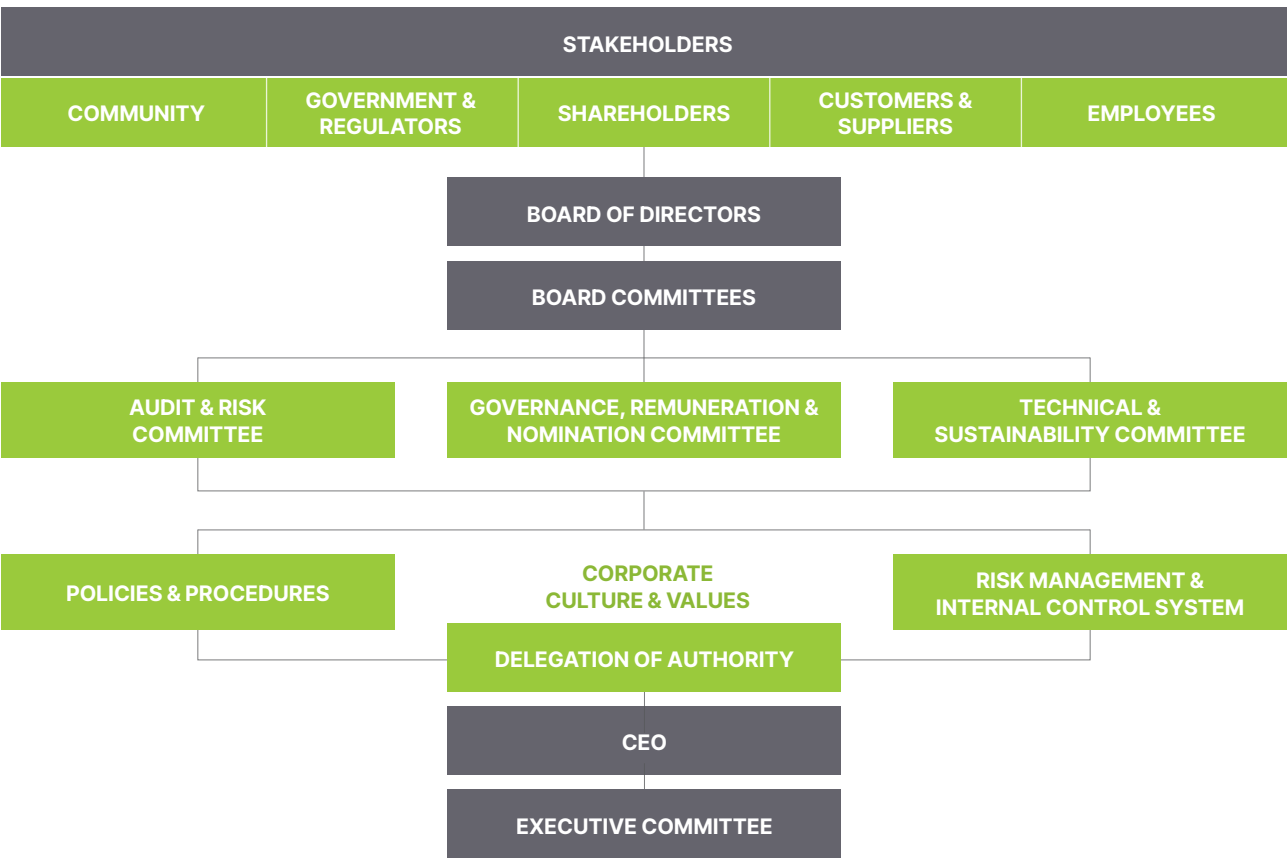 STAKEHOLDERS
COMMUNITY
GOVERNMENT &
REGULATORS
SHAREHOLDERS
CUSTOMERS &
SUPPLIERS
EMPLOYEES
BOARD OF DIRECTORS
BOARD COMMITTEES
AUDIT & RISK
COMMITTEE
GOVERNANCE, REMUNERATION &
NOMINATION COMMITTEE
TECHNICAL &
SUSTAINABILITY COMMITTEE
POLICIES & PROCEDURES
CORPORATE
CULTURE & VALUES
RISK MANAGEMENT &
INTERNAL CONTROL SYSTEM
DELEGATION OF AUTHORITY
CEO
EXECUTIVE COMMITTEE